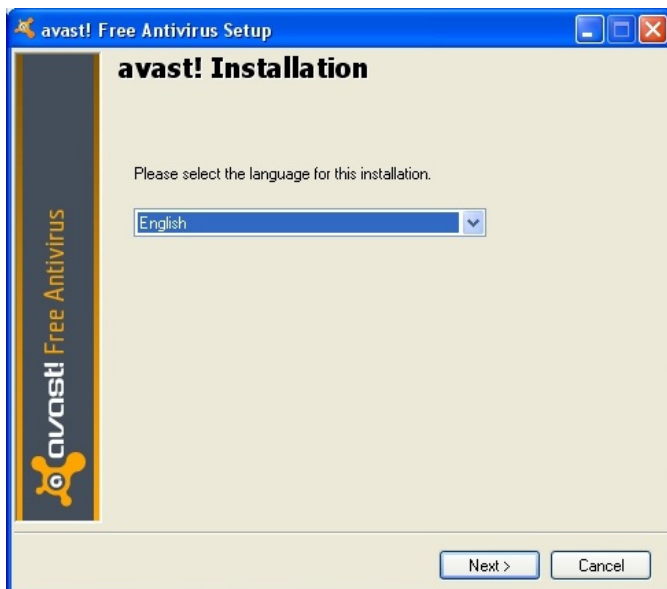 avast! Free Antivirus Setup
avast! Installation
Please select the language for this installation.
English
avast! Free Antivirus
Next >
Cancel